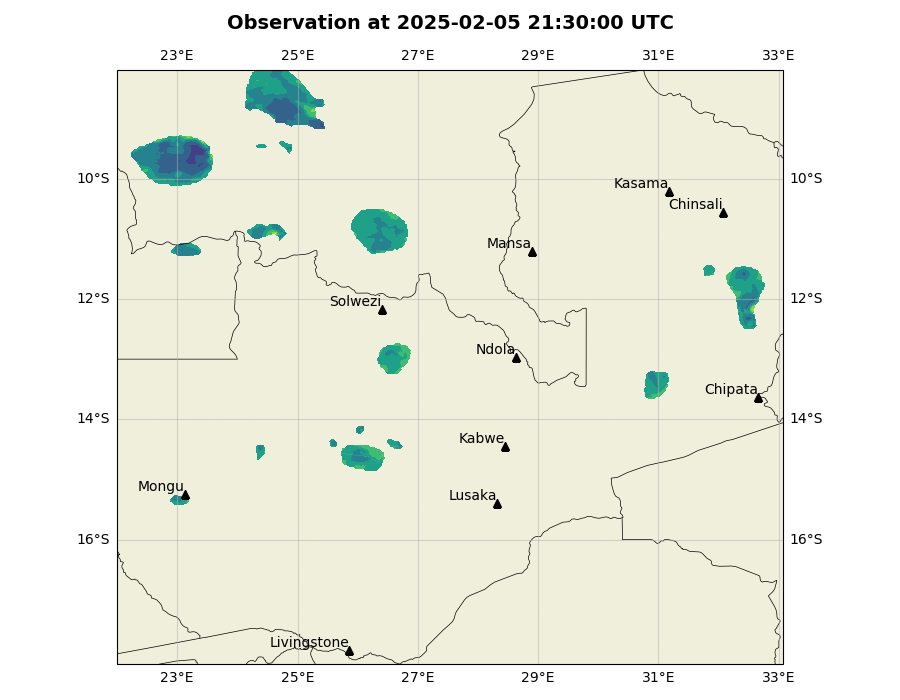 Observation at 2025-02-05 21:30:00 UTC
23°E 25°E 27°E 29°E 31°E 33°E
10°S 10°S
Kasama
Chinsali
Mansa
12°S 12°S
Solwezi
Ndola
Chipata
14°S 14°S
Kabwe
Mongu
Lusaka
16°S 16°S
Livingstone
23°E 25°E 27°E 29°E 31°E 33°E